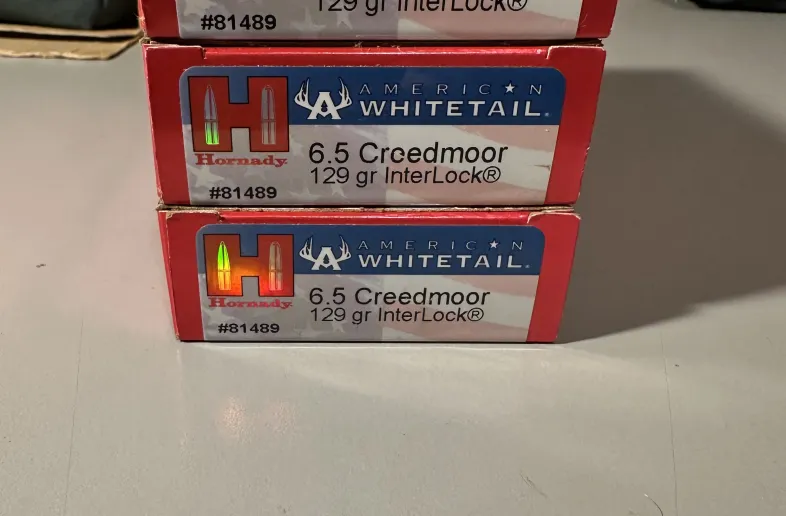 129 gr InterLock®
#81489
AMERICAN
WHITETAIL.
Hornady
6.5 Creedmoor
129 gr InterLock®
#81489
AMERICAN
WHITETAIL.
Hornady
6.5 Creedmoor
129 gr InterLock®
#81489